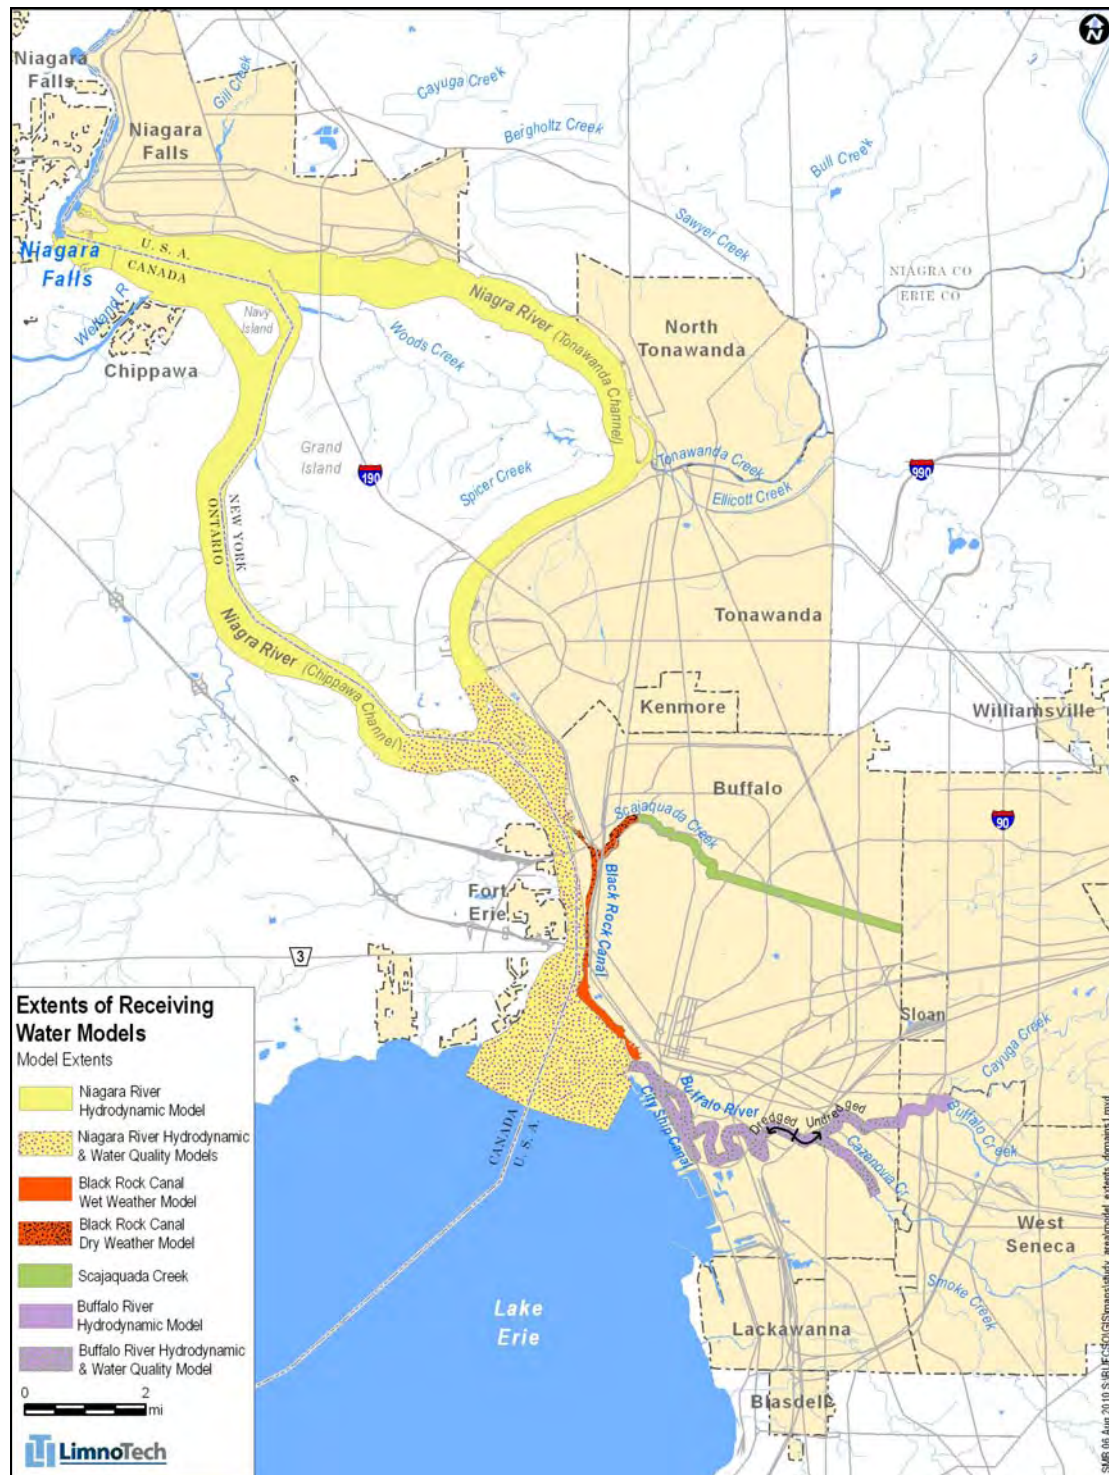 N
Niagara
Falls
Gill Creek
Cayuga Creek
Bergholtz Creek
Niagara
Falls
Bull Creek
Sawyer Creek
Niagara
Falls
U. S. A.
CANADA
NIAGRA CO
ERIE CO
Welland R
Navy
Island
Chippawa
Niagra River (Tonawanda Channel)
North
Tonawanda
Woods Creek
Grand
Island
190
Spicer Creek
Tonawanda Creek
Ellicott Creek
990
ONTARIO
NEW YORK
Niagra River (Chippawa Channel)
Tonawanda
Kenmore
Williamsville
Buffalo
Scajaquada Creek
90
Fort
Erie
Black Rock Canal
3
Sloan
Cayuga Creek
Buffalo River
City Ship Canal
Dredged
Undredged
Buffalo Creek
Cazenovia Cr
CANADA
U. S. A.
West
Seneca
Smoke Creek
Lake
Erie
Lackawanna
Blasdell
Extents of Receiving
Water Models
Model Extents
Niagara River
Hydrodynamic Model
Niagara River Hydrodynamic
& Water Quality Models
Black Rock Canal
Wet Weather Model
Black Rock Canal
Dry Weather Model
Scajaquada Creek
Buffalo River
Hydrodynamic Model
Buffalo River Hydrodynamic
& Water Quality Model
0 2
mi
LimnoTech